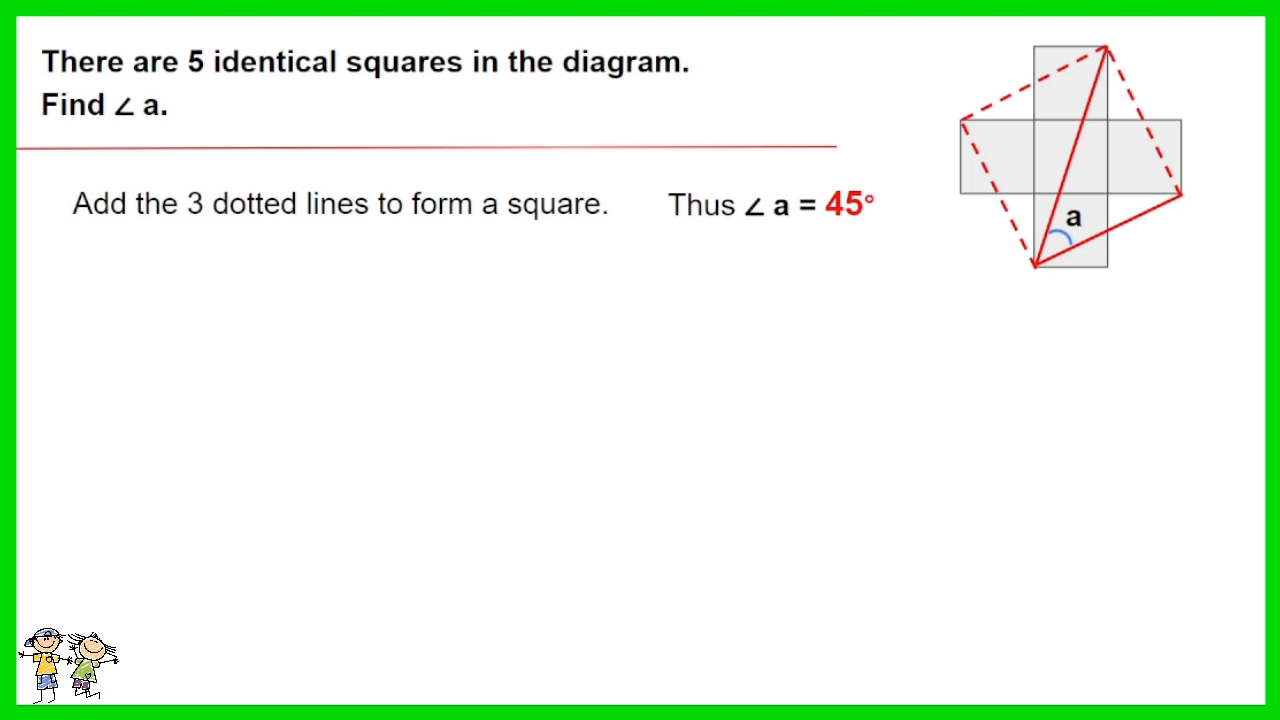 There are 5 identical squares in the diagram.
Find ∠ a.
Add the 3 dotted lines to form a square.
Thus ∠ a = 45°
a